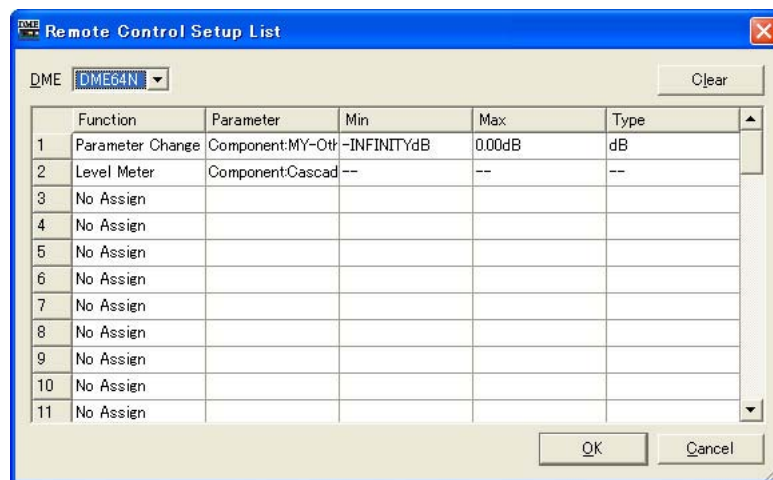 Remote Control Setup List
DME DME64N Clear
Function Parameter Min Max Type
1 Parameter Change Component:MY-Oth -INFINITYdB 0.00dB dB
2 Level Meter Component:Cascad -- -- --
3 No Assign
4 No Assign
5 No Assign
6 No Assign
7 No Assign
8 No Assign
9 No Assign
10 No Assign
11 No Assign
OK Cancel